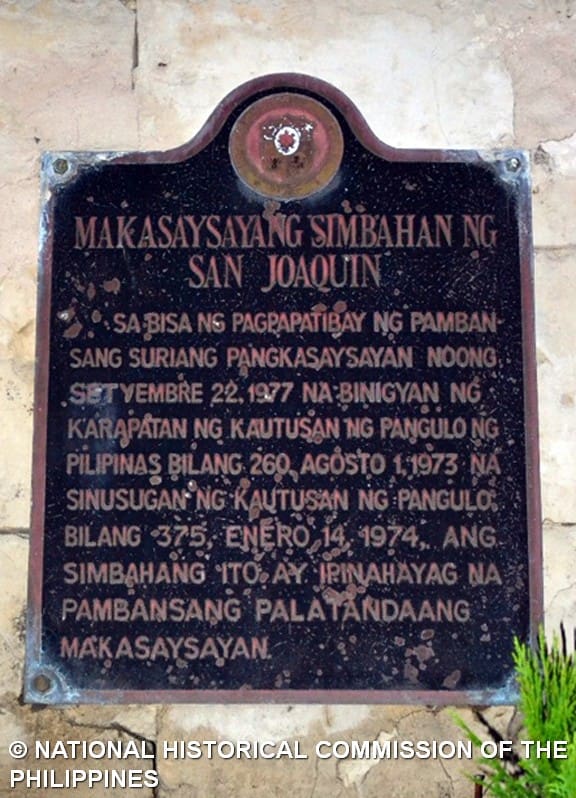 MAKASAYSAYANG SIMBAHAN NG
SAN JOAQUIN
SA BISA NG PAGPAPATIBAY NG PAMBAN-
SANG SURIANG PANGKASAYSAYAN NOONG
SETYEMBRE 22, 1977 NA BINIGYAN NG
KARAPATAN NG KAUTUSAN NG PANGULO NG
PILIPINAS BILANG 260, AGOSTO 1, 1973 NA
SINUSUGAN NG KAUTUSAN NG PANGULO,
BILANG 375, ENERO 14, 1974, ANG
SIMBAHANG ITO AY IPINAHAYAG NA
PAMBANSANG PALATANDAANG
MAKASAYSAYAN.
© NATIONAL HISTORICAL COMMISSION OF THE
PHILIPPINES